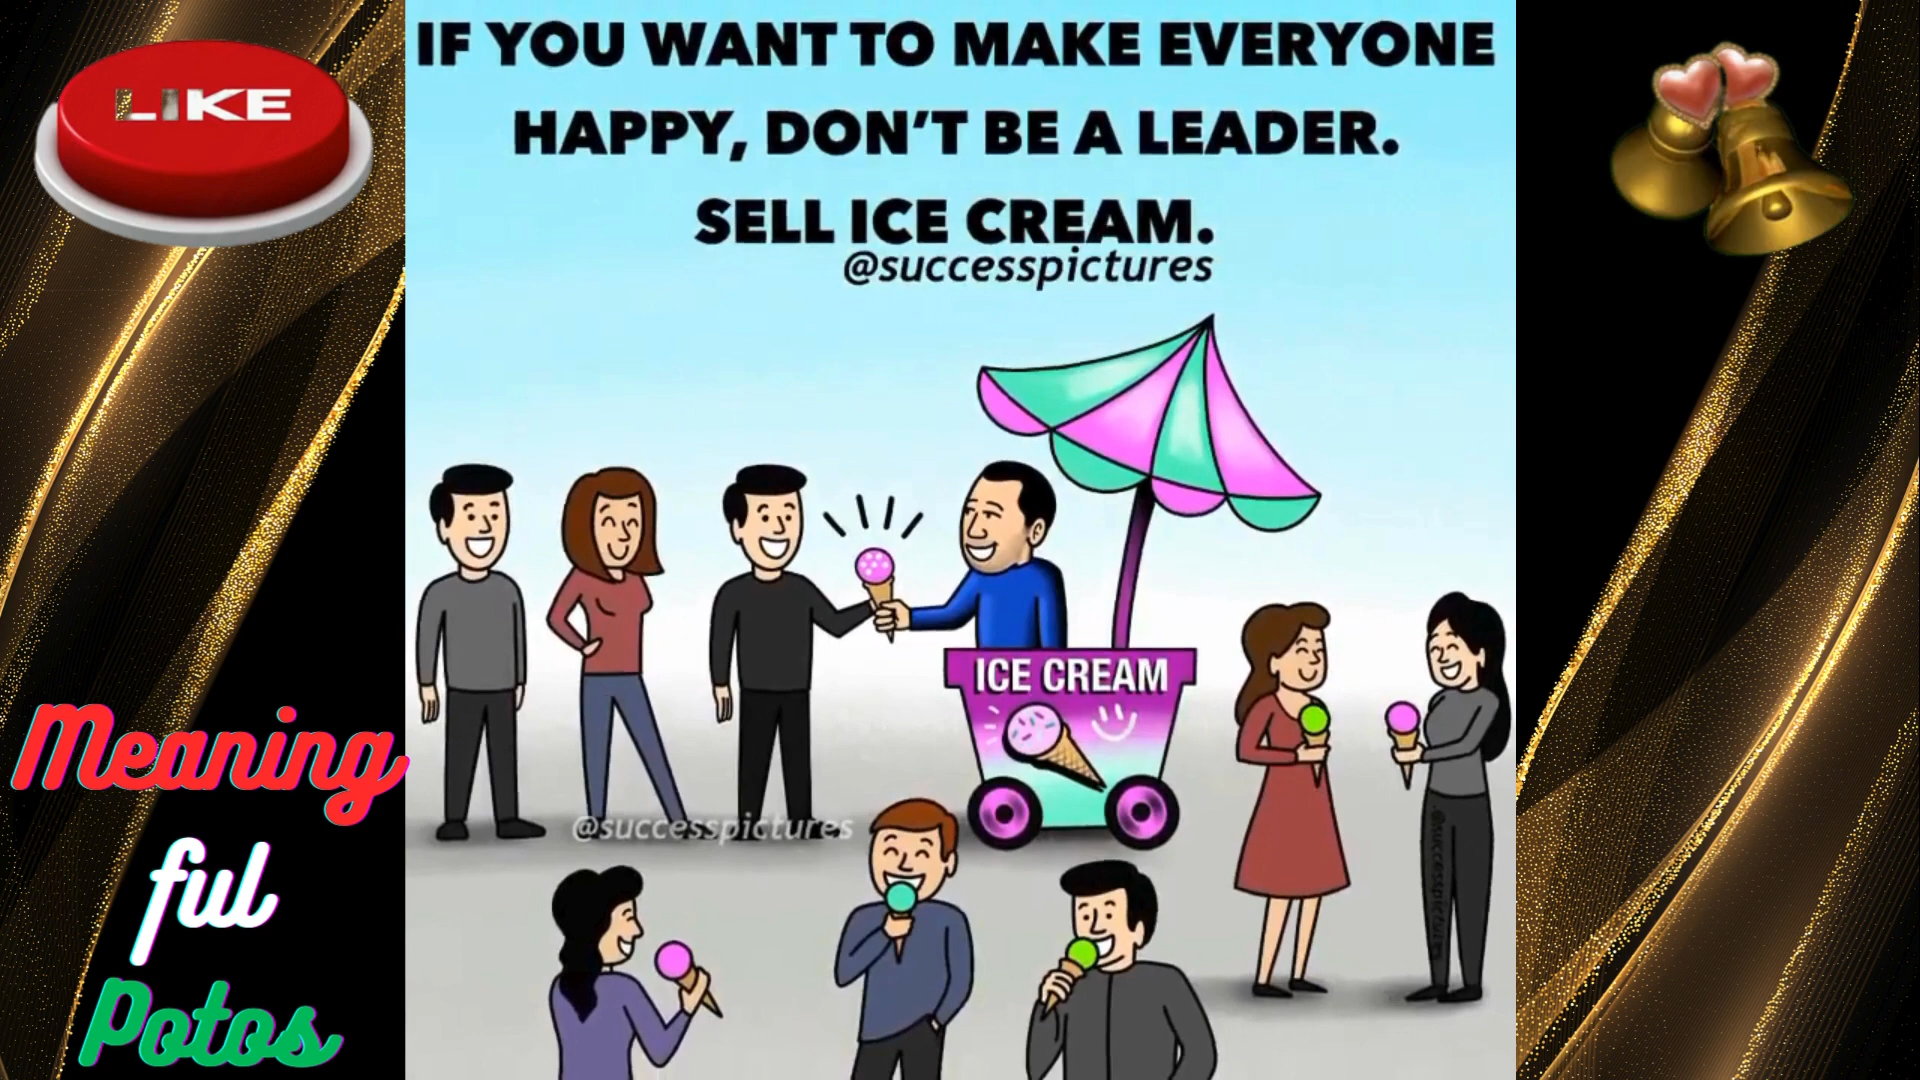 LIKE
IF YOU WANT TO MAKE EVERYONE
HAPPY, DON'T BE A LEADER.
SELL ICE CREAM.
@successpictures
ICE CREAM
@successpictures
@successpictures
Meaning
ful
Potos